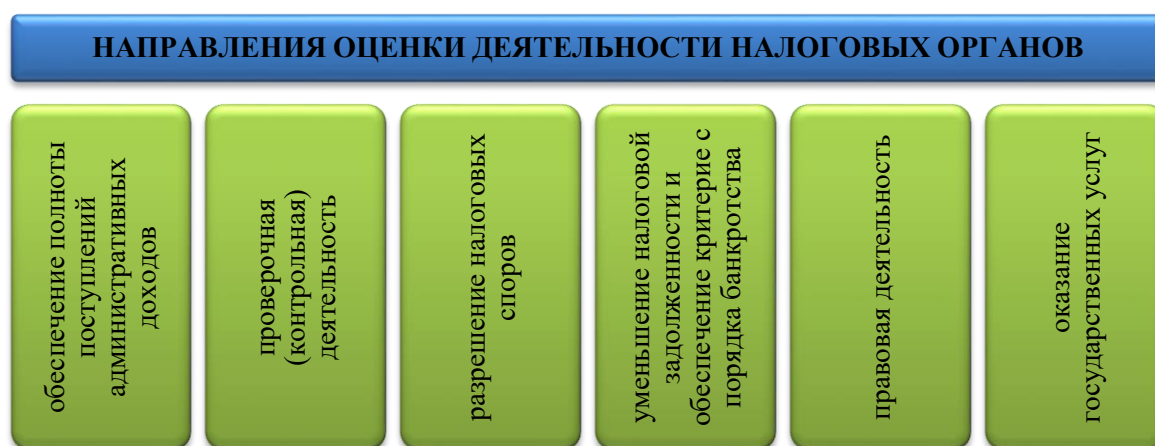 НАПРАВЛЕНИЯ ОЦЕНКИ ДЕЯТЕЛЬНОСТИ НАЛОГОВЫХ ОРГАНОВ
обеспечение полноты
поступлений
административных
доходов
проверочная
(контрольная)
деятельность
разрешение налоговых
споров
уменьшение налоговой
задолженности и
обеспечение критерие с
порядка банкротства
правовая деятельность
оказание
государственных услуг